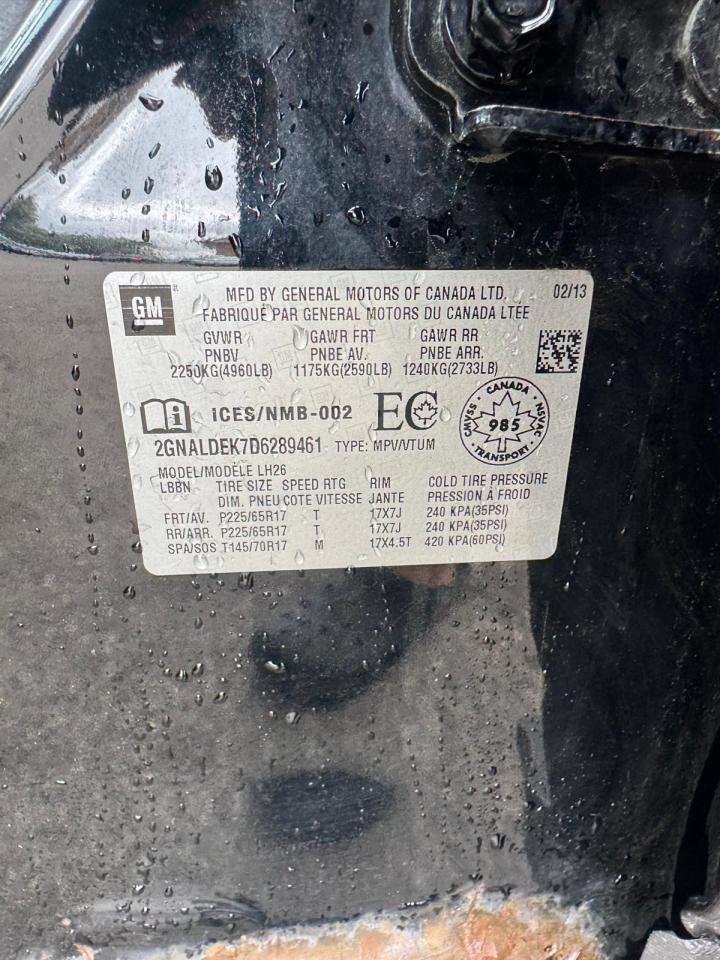 GM
MFD BY GENERAL MOTORS OF CANADA LTD. 02/13
FABRIQUÉ PAR GENERAL MOTORS DU CANADA LTEE
GVWR GAWR FRT GAWR RR
PNBV PNBE AV. PNBE ARR.
2250KG(4960LB) 1175KG(2590LB) 1240KG(2733LB)
i ICES/NMB-002 EC CANADA CMVSS 985 NSVAC TRANSPORT
2GNALDEK7D6289461 TYPE: MPV/VTUM
MODEL/MODÈLE LH26
LBBN TIRE SIZE SPEED RTG RIM COLD TIRE PRESSURE
DIM. PNEU COTE VITESSE JANTE PRESSION À FROID
FRT/AV. P225/65R17 T 17X7J 240 KPA(35PSI)
RR/ARR. P225/65R17 T 17X7J 240 KPA(35PSI)
SPA/SOS T145/70R17 M 17X4.5T 420 KPA(60PSI)